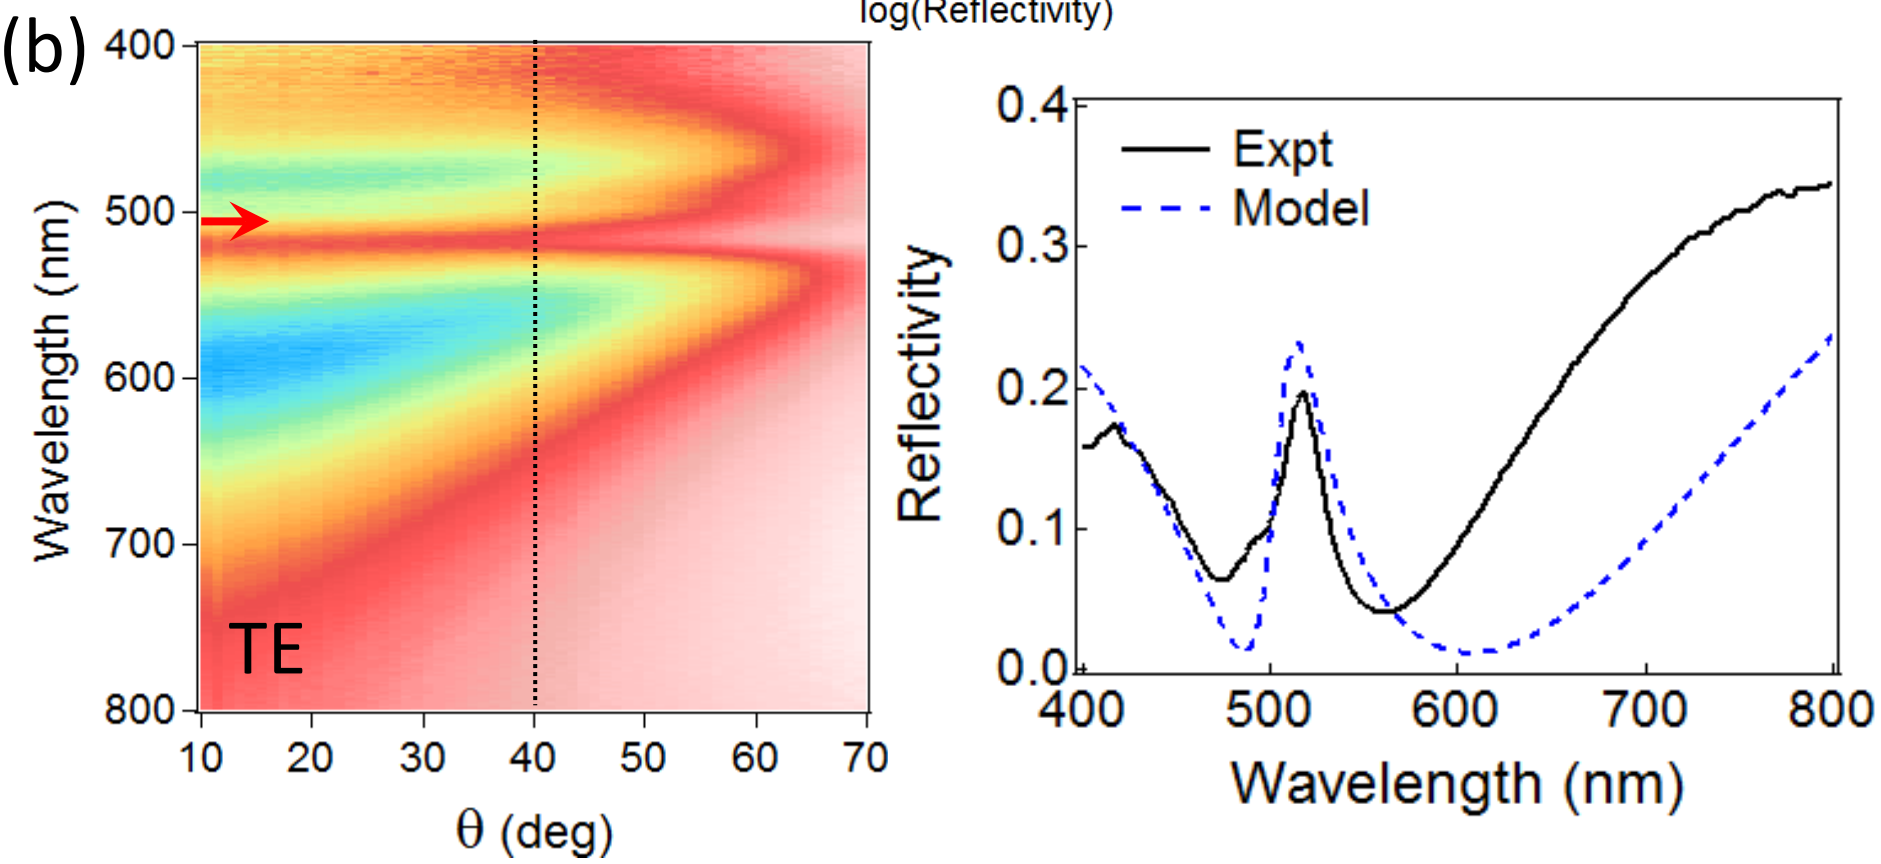 log(Reflectivity)
(b)
400
500
600
700
800
Wavelength (nm)
TE
10 20 30 40 50 60 70
θ (deg)
0.4
0.3
0.2
0.1
0.0
Reflectivity
Expt
Model
400 500 600 700 800
Wavelength (nm)